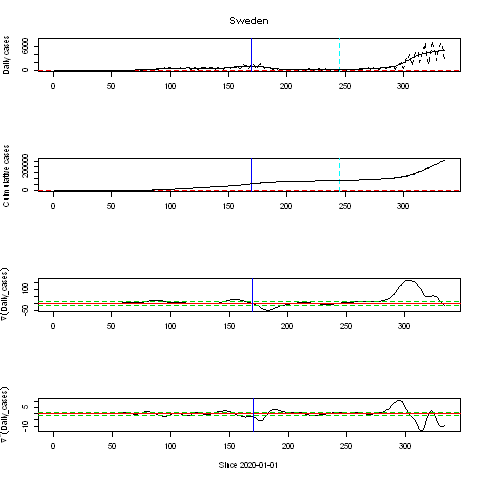 Sweden
Daily cases
0 6000
0 50 100 150 200 250 300
Cumulative cases
0
0 50 100 150 200 250 300
∇(Daily_cases)
-50 100
0 50 100 150 200 250 300
(Daily_cases)
-10 5
0 50 100 150 200 250 300
Since 2020-01-01